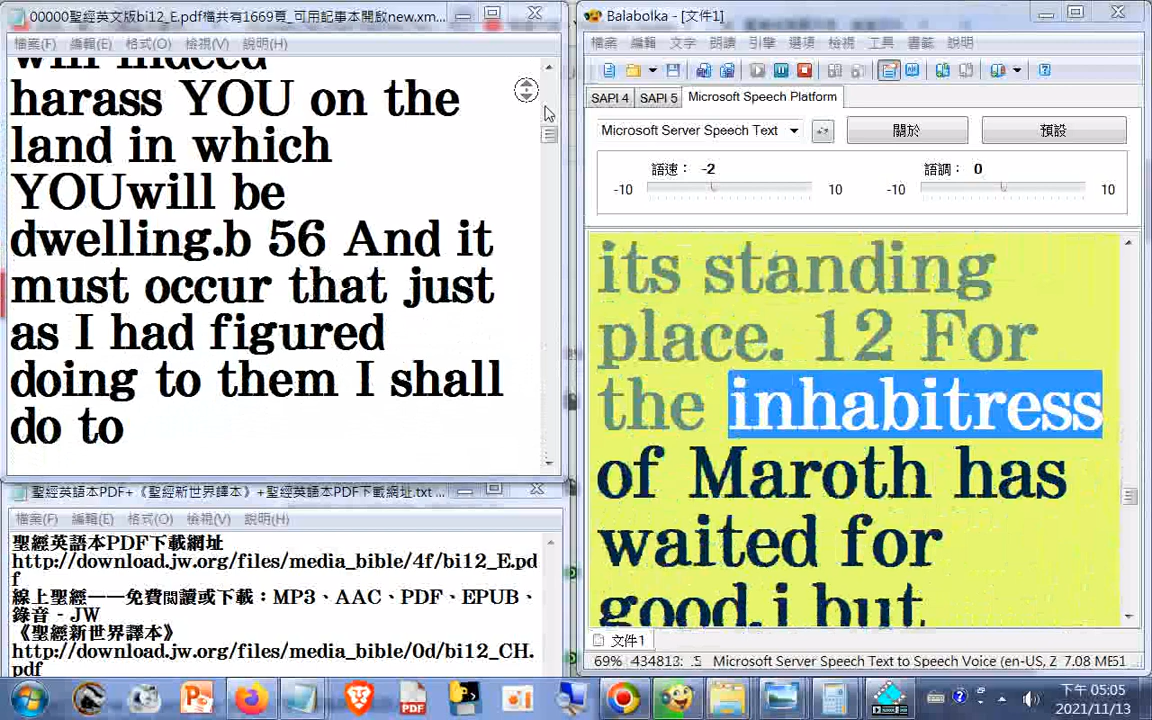 00000聖經英文版bi12_E.pdf檔共有1669頁_可用記事本開啟new.xm...
檔案(F) 編輯(E) 格式(O) 檢視(V) 說明(H)
will indeed
harass YOU on the
land in which
YOUwill be
dwelling.b 56 And it
must occur that just
as I had figured
doing to them I shall
do to
聖經英語本PDF+《聖經新世界譯本》+聖經英語本PDF下載網址.txt ...
檔案(F) 編輯(E) 格式(O) 檢視(V) 說明(H)
聖經英語本PDF下載網址
http://download.jw.org/files/media_bible/4f/bi12_E.pd
f
線上聖經——免費閱讀或下載：MP3、AAC、PDF、EPUB、
錄音 - JW
《聖經新世界譯本》
http://download.jw.org/files/media_bible/0d/bi12_CH.
pdf
Balabolka - [文件1]
檔案 編輯 文字 朗讀 引擎 選項 檢視 工具 書籤 說明
SAPI 4 SAPI 5 Microsoft Speech Platform
Microsoft Server Speech Text 關於 預設
語速： -2 語調： 0
-10 10 -10 10
its standing
place. 12 For
the inhabitress
of Maroth has
waited for
good,i but
文件1
69% Microsoft Server Speech Text to Speech Voice (en-US, Z 7.08 ME51
下午 05:05
2021/11/13